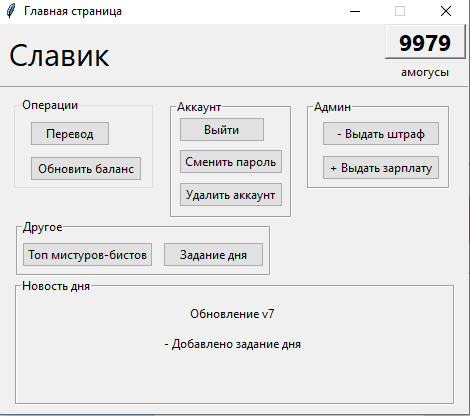 Главная страница
Славик
9979
амогусы
Операции
Перевод
Обновить баланс
Аккаунт
Выйти
Сменить пароль
Удалить аккаунт
Админ
- Выдать штраф
+ Выдать зарплату
Другое
Топ мистуров-бистов
Задание дня
Новость дня
Обновление v7
- Добавлено задание дня